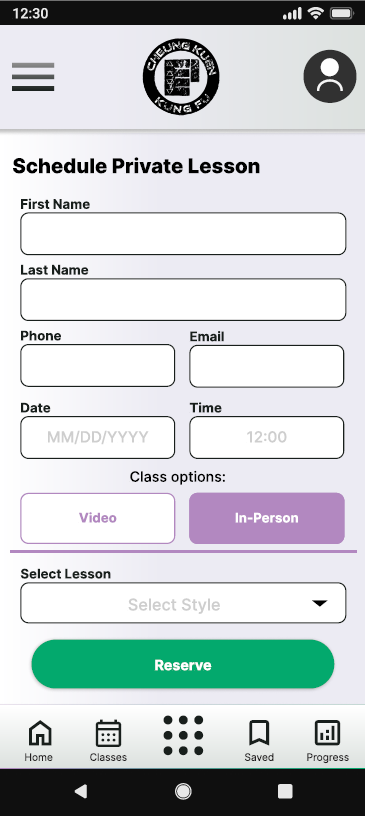 12:30
CHEUNG KUEN
KUNG FU
Schedule Private Lesson
First Name
Last Name
Phone Email
Date Time
MM/DD/YYYY 12:00
Class options:
Video In-Person
Select Lesson
Select Style
Reserve
Home Classes Saved Progress